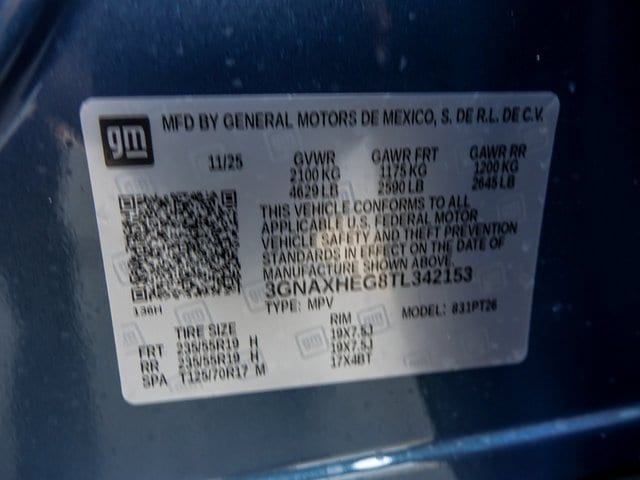 gm
MFD BY GENERAL MOTORS DE MEXICO, S. DE R.L. DE C.V.
11/25 GVWR GAWR FRT GAWR RR
2100 KG 1175 KG 1200 KG
4629 LB 2590 LB 2645 LB
THIS VEHICLE CONFORMS TO ALL
APPLICABLE U.S. FEDERAL MOTOR
VEHICLE SAFETY AND THEFT PREVENTION
STANDARDS IN EFFECT ON THE DATE OF
MANUFACTURE SHOWN ABOVE.
3GNAXHEG8TL342153
136H TYPE: MPV MODEL: 831PT26
TIRE SIZE RIM
FRT 235/55R19 H 19X7.5J
RR 235/55R19 H 19X7.5J
SPA T125/70R17 M 17X4BT